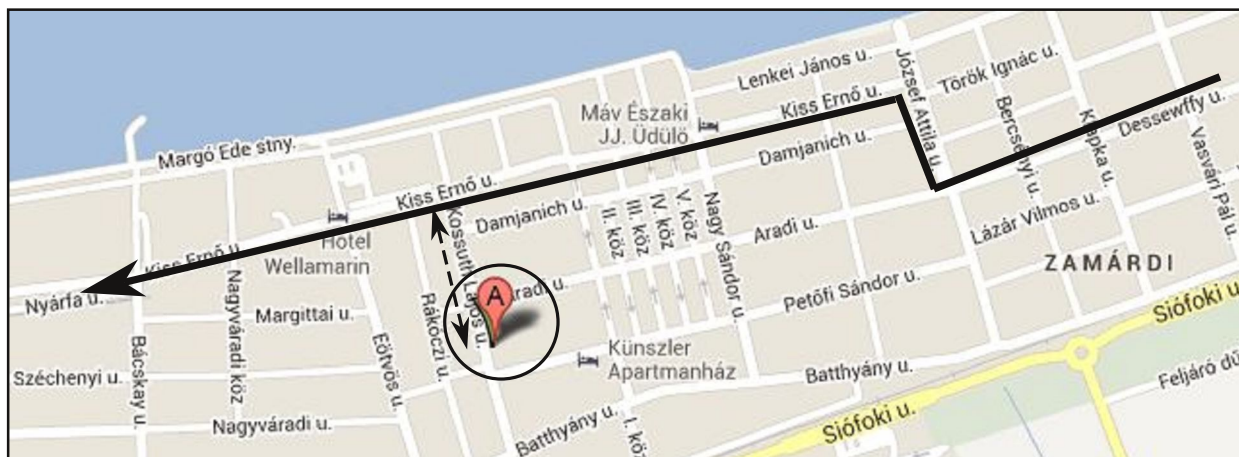 Lenkei János u.
József Attila u.
Török Ignác u.
Kiss Ernő u.
Máv Északi
JJ. Üdülő
Damjanich u.
Bercsényi u.
Klapka u.
Dessewffy u.
Vasvári Pál u.
Margó Ede stny.
Kiss Ernő u.
Kossuth Lajos u.
Damjanich u.
II. köz
III. köz
IV. köz
V. köz
Nagy Sándor u.
Aradi u.
Lázár Vilmos u.
ZAMÁRDI
Hotel
Wellamarin
Kiss Ernő u.
Nyárfa u.
Nagyváradi köz
Margittai u.
Rákóczi u.
A
Aradi u.
Petőfi Sándor u.
Siófoki u.
Bácskay u.
Eötvös u.
Széchenyi u.
Künszler
Apartmanház
Batthyány u.
Feljáró dű
Nagyváradi u.
Batthyány u.
I. köz
Siófoki u.